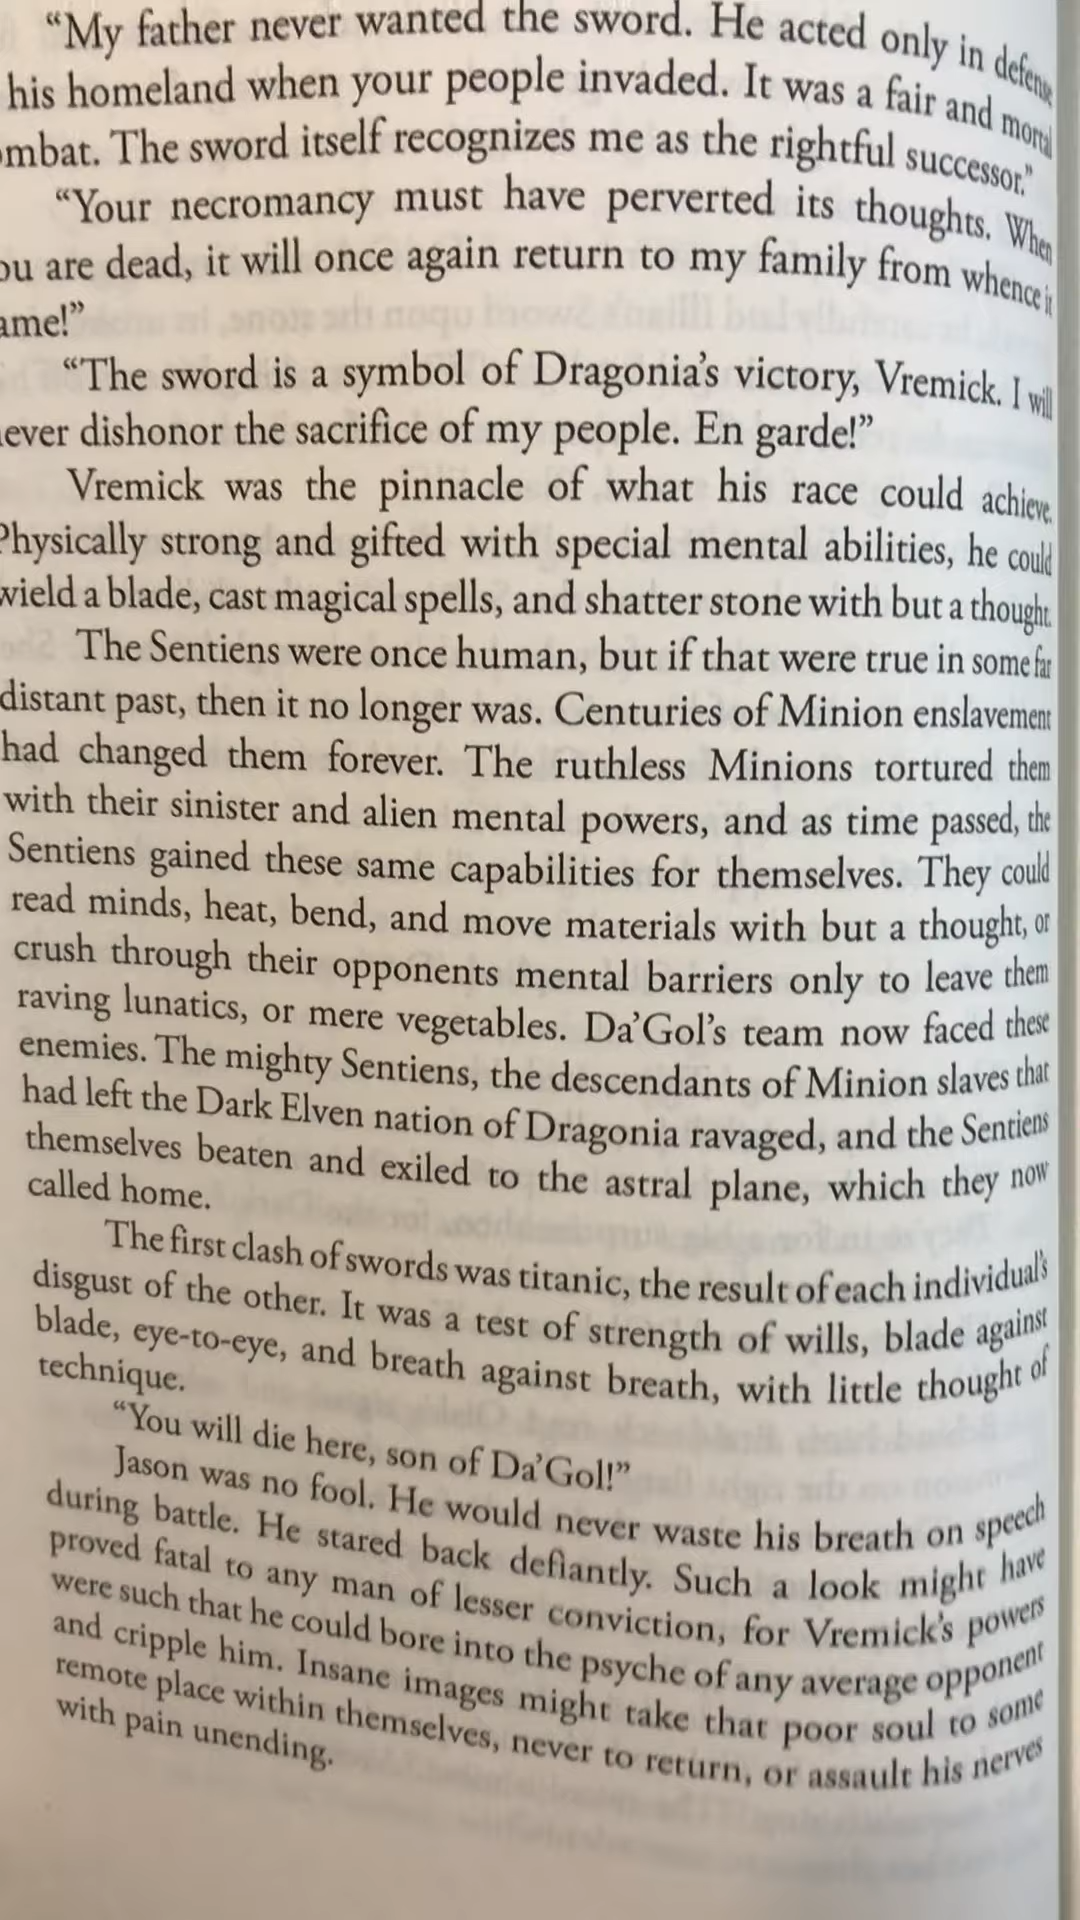 “My father never wanted the sword. He acted only in defense
his homeland when your people invaded. It was a fair and mortal
ombat. The sword itself recognizes me as the rightful successor.”
“Your necromancy must have perverted its thoughts. When
ou are dead, it will once again return to my family from whence it
ame!”
“The sword is a symbol of Dragonia’s victory, Vremick. I will
ever dishonor the sacrifice of my people. En garde!”
Vremick was the pinnacle of what his race could achieve.
Physically strong and gifted with special mental abilities, he could
wield a blade, cast magical spells, and shatter stone with but a thought.
The Sentiens were once human, but if that were true in some far
distant past, then it no longer was. Centuries of Minion enslavement
had changed them forever. The ruthless Minions tortured them
with their sinister and alien mental powers, and as time passed, the
Sentiens gained these same capabilities for themselves. They could
read minds, heat, bend, and move materials with but a thought, or
crush through their opponents mental barriers only to leave them
raving lunatics, or mere vegetables. Da’Gol’s team now faced these
enemies. The mighty Sentiens, the descendants of Minion slaves that
had left the Dark Elven nation of Dragonia ravaged, and the Sentiens
themselves beaten and exiled to the astral plane, which they now
called home.
The first clash of swords was titanic, the result of each individual’s
disgust of the other. It was a test of strength of wills, blade against
blade, eye-to-eye, and breath against breath, with little thought of
technique.
“You will die here, son of Da’Gol!”
Jason was no fool. He would never waste his breath on speech
during battle. He stared back defiantly. Such a look might have
proved fatal to any man of lesser conviction, for Vremick’s powers
were such that he could bore into the psyche of any average opponent
and cripple him. Insane images might take that poor soul to some
remote place within themselves, never to return, or assault his nerves
with pain unending.